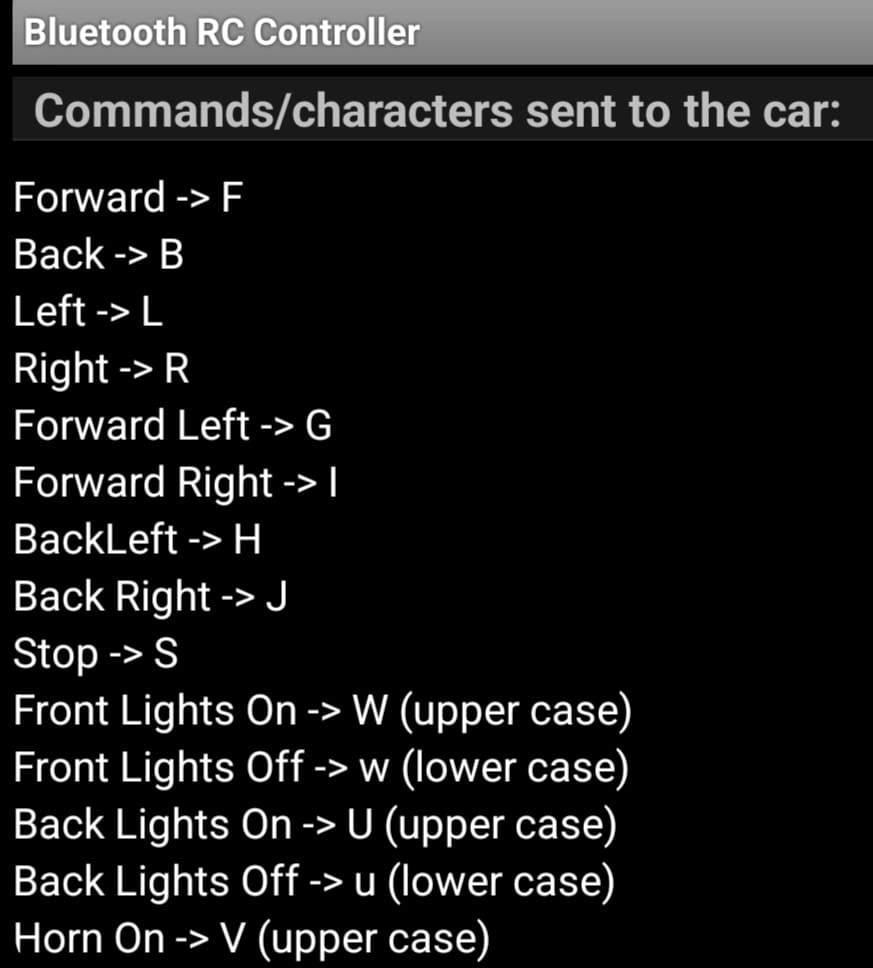 Bluetooth RC Controller
Commands/characters sent to the car:
Forward -> F
Back -> B
Left -> L
Right -> R
Forward Left -> G
Forward Right -> I
BackLeft -> H
Back Right -> J
Stop -> S
Front Lights On -> W (upper case)
Front Lights Off -> w (lower case)
Back Lights On -> U (upper case)
Back Lights Off -> u (lower case)
Horn On -> V (upper case)